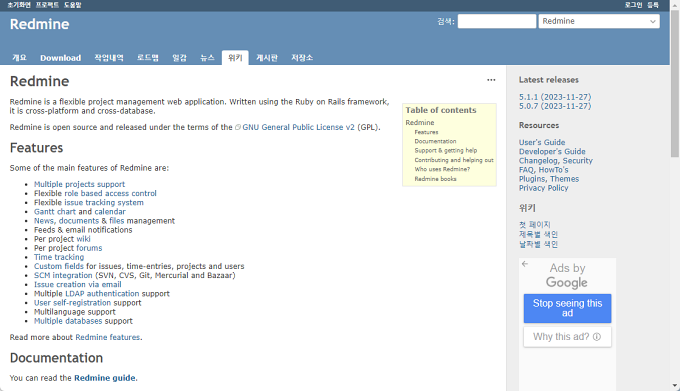 초기화면 프로젝트 도움말
로그인 등록
Redmine
검색:
Redmine
개요 Download 작업내역 로드맵 일감 뉴스 위키 게시판 저장소
Redmine
Redmine is a flexible project management web application. Written using the Ruby on Rails framework,
it is cross-platform and cross-database.
Redmine is open source and released under the terms of the GNU General Public License v2 (GPL).
Table of contents
Redmine
Features
Documentation
Support & getting help
Contributing and helping out
Who uses Redmine?
Redmine books
Features
Some of the main features of Redmine are:
Multiple projects support
Flexible role based access control
Flexible issue tracking system
Gantt chart and calendar
News, documents & files management
Feeds & email notifications
Per project wiki
Per project forums
Time tracking
Custom fields for issues, time-entries, projects and users
SCM integration (SVN, CVS, Git, Mercurial and Bazaar)
Issue creation via email
Multiple LDAP authentication support
User self-registration support
Multilanguage support
Multiple databases support
Read more about Redmine features.
Documentation
You can read the Redmine guide.
Latest releases
5.1.1 (2023-11-27)
5.0.7 (2023-11-27)
Resources
User's Guide
Developer's Guide
Changelog, Security
FAQ, HowTo's
Plugins, Themes
Privacy Policy
위키
첫 페이지
제목별 색인
날짜별 색인
Ads by
Google
Stop seeing this
ad
Why this ad?